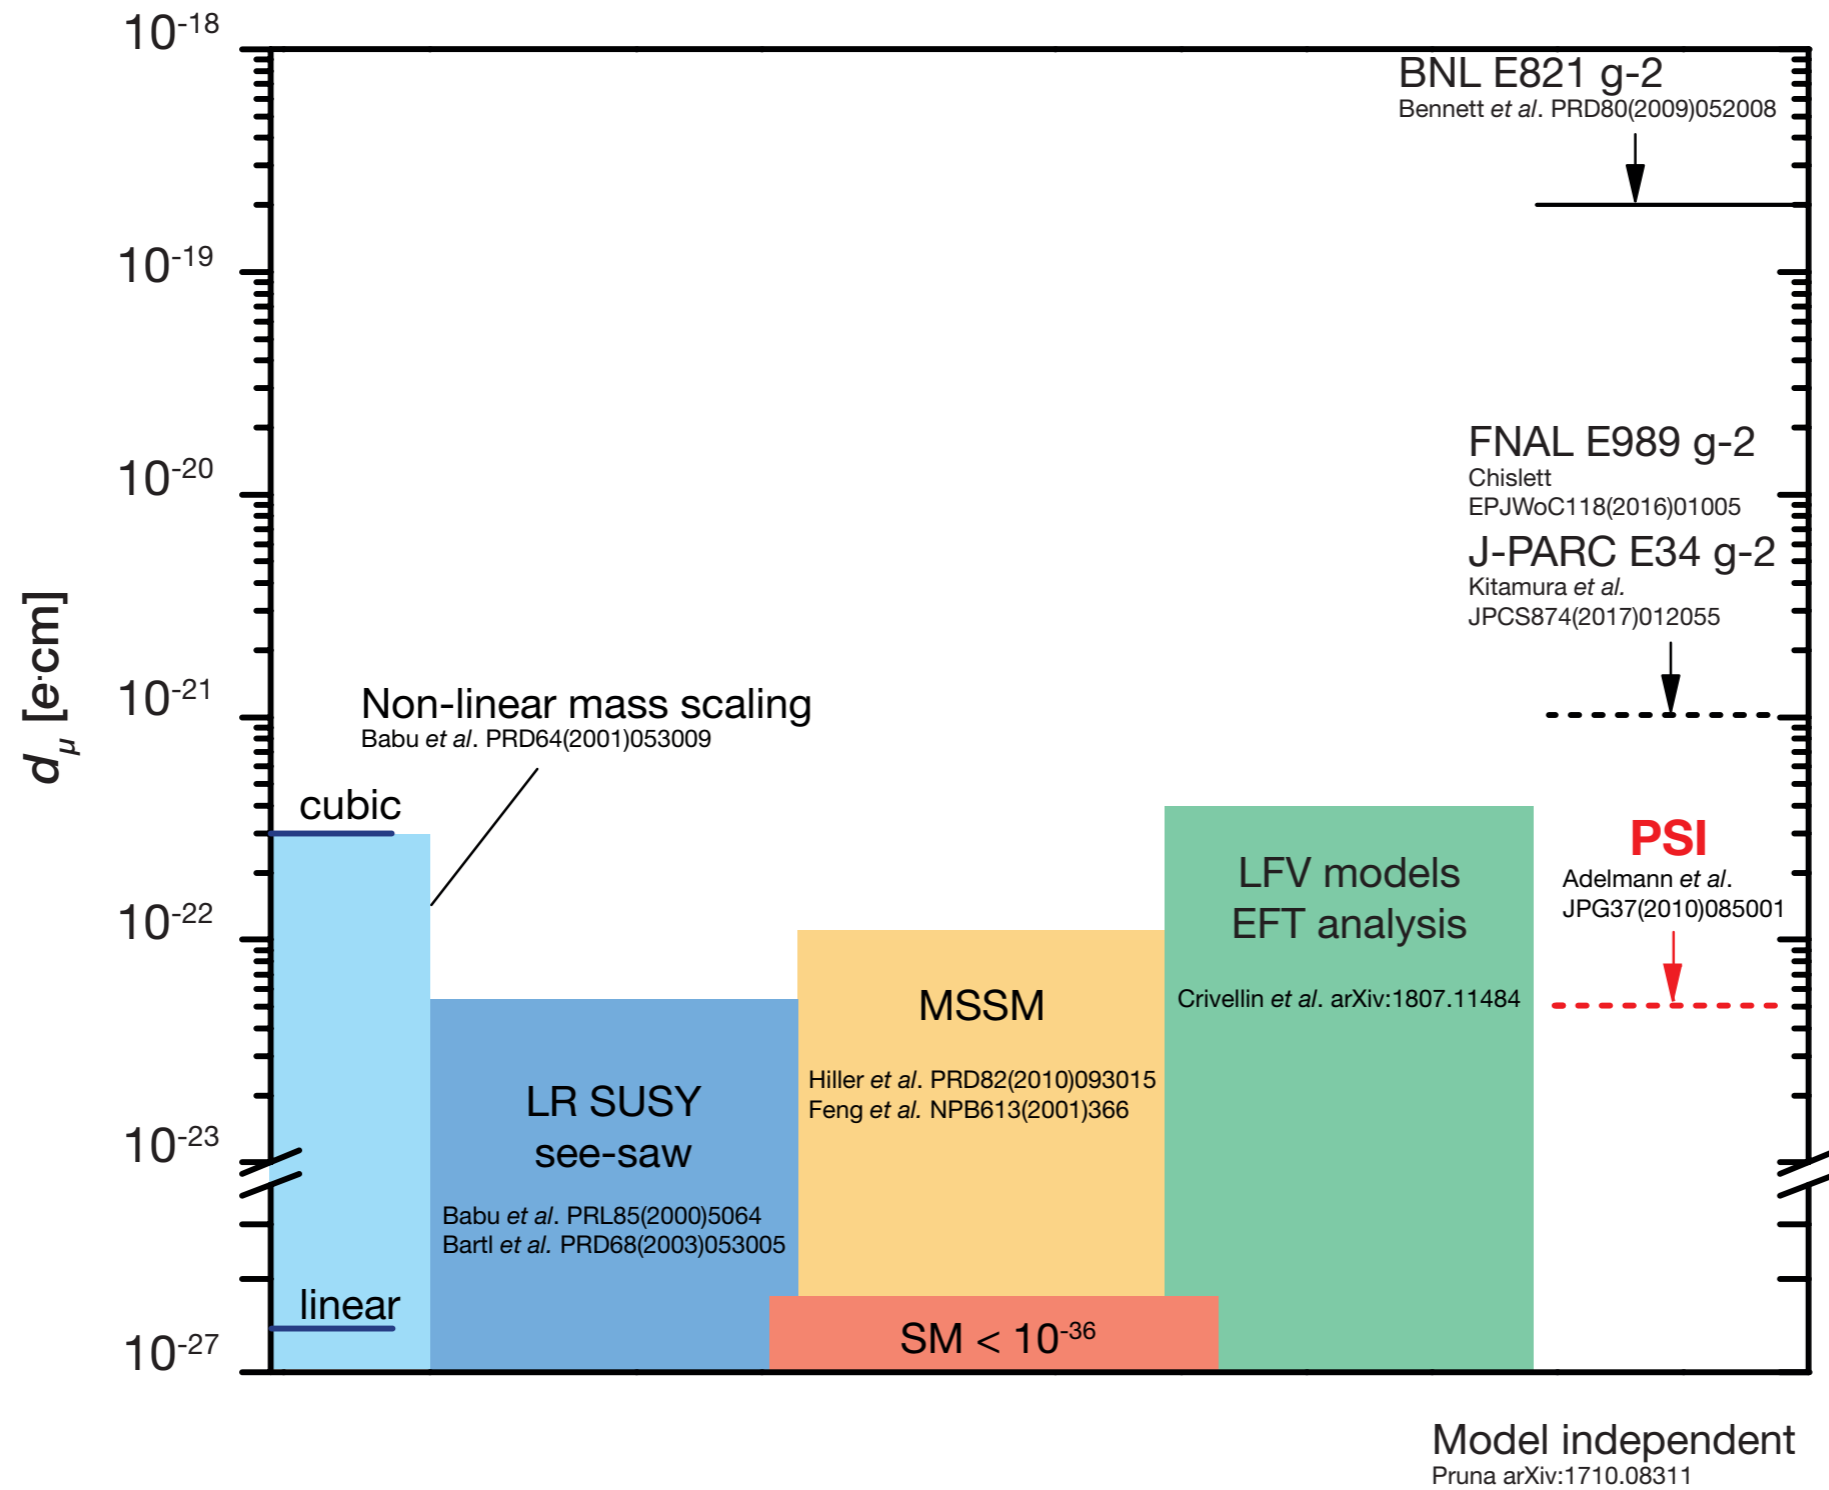 10⁻¹⁸
BNL E821 g-2
Bennett et al. PRD80(2009)052008
10⁻¹⁹
FNAL E989 g-2
Chislett
EPJWoC118(2016)01005
10⁻²⁰
J-PARC E34 g-2
Kitamura et al.
JPCS874(2017)012055
dμ [e·cm]
10⁻²¹
Non-linear mass scaling
Babu et al. PRD64(2001)053009
cubic
PSI
Adelmann et al.
JPG37(2010)085001
LFV models
EFT analysis
Crivellin et al. arXiv:1807.11484
10⁻²²
MSSM
Hiller et al. PRD82(2010)093015
Feng et al. NPB613(2001)366
LR SUSY
see-saw
Babu et al. PRL85(2000)5064
Bartl et al. PRD68(2003)053005
10⁻²³
linear
SM < 10⁻³⁶
10⁻²⁷
Model independent
Pruna arXiv:1710.08311